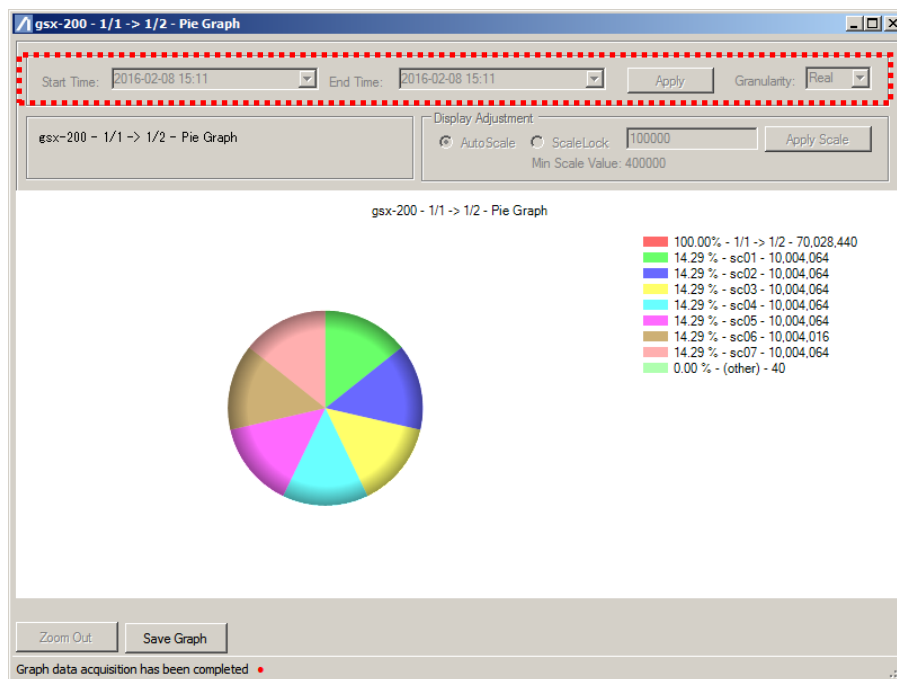 gsx-200 - 1/1 -> 1/2 - Pie Graph
Start Time: 2016-02-08 15:11 End Time: 2016-02-08 15:11 Apply Granularity: Real
gsx-200 - 1/1 -> 1/2 - Pie Graph
Display Adjustment
AutoScale ScaleLock 100000 Apply Scale
Min Scale Value: 400000
gsx-200 - 1/1 -> 1/2 - Pie Graph
100.00% - 1/1 -> 1/2 - 70,028,440
14.29 % - sc01 - 10,004,064
14.29 % - sc02 - 10,004,064
14.29 % - sc03 - 10,004,064
14.29 % - sc04 - 10,004,064
14.29 % - sc05 - 10,004,064
14.29 % - sc06 - 10,004,016
14.29 % - sc07 - 10,004,064
0.00 % - (other) - 40
Zoom Out Save Graph
Graph data acquisition has been completed